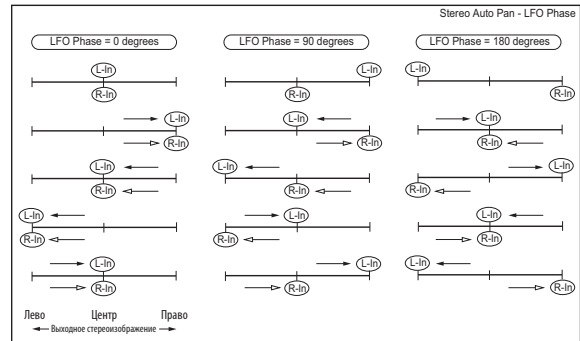 Stereo Auto Pan - LFO Phase
LFO Phase = 0 degrees
LFO Phase = 90 degrees
LFO Phase = 180 degrees
L-In
R-In
L-In
R-In
L-In
R-In
L-In
R-In
L-In
R-In
L-In
R-In
L-In
R-In
L-In
R-In
L-In
R-In
L-In
R-In
L-In
R-In
L-In
R-In
L-In
R-In
L-In
R-In
L-In
R-In
Лево Центр Право
Выходное стереоизображение